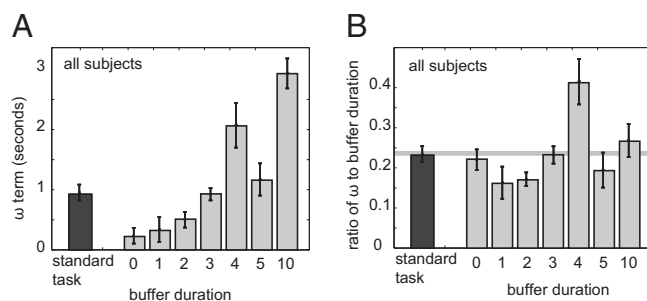 A
all subjects
ω term (seconds)
3
2
1
0
standard task
0 1 2 3 4 5 10
buffer duration
B
all subjects
ratio of ω to buffer duration
0.4
0.3
0.2
0.1
0
standard task
0 1 2 3 4 5 10
buffer duration